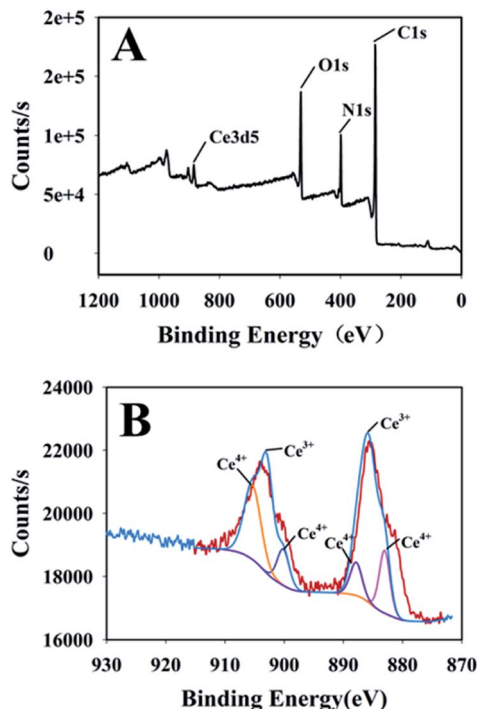 A
2e+5
2e+5
1e+5
5e+4
0
Counts/s
C1s
O1s
N1s
Ce3d5
1200 1000 800 600 400 200 0
Binding Energy（eV）
B
24000
22000
20000
18000
16000
Counts/s
Ce3+
Ce4+
Ce3+
Ce4+
Ce4+
Ce4+
930 920 910 900 890 880 870
Binding Energy(eV)